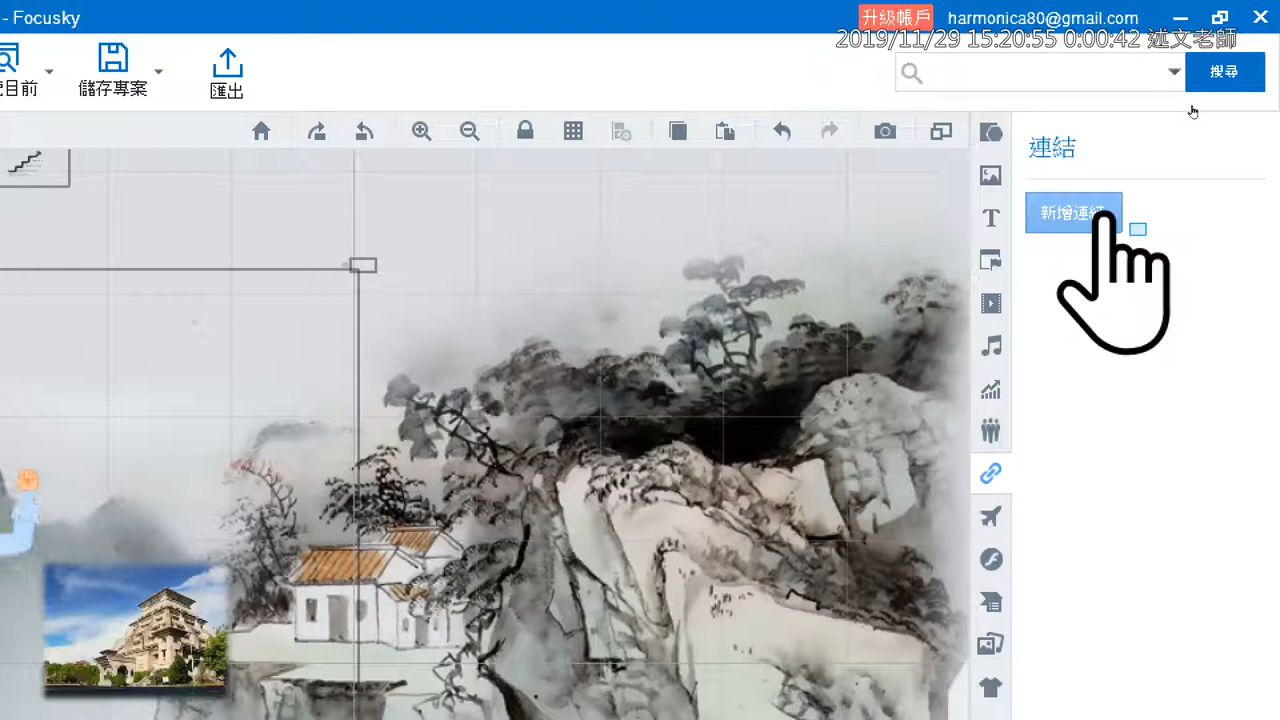 - Focusky
升級帳戶
harmonica80@gmail.com
2019/11/29 15:20:55 0:00:42 述文老師
目前
儲存專案
匯出
搜尋
連結
新增連結